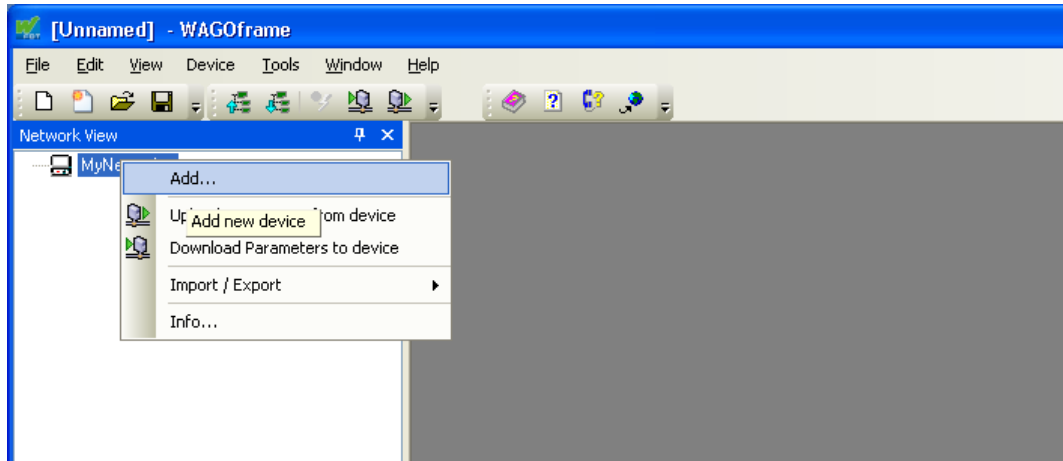 [Unnamed] - WAGOframe
File Edit View Device Tools Window Help
Network View
Add...
Add new device
from device
Download Parameters to device
Import / Export
Info...